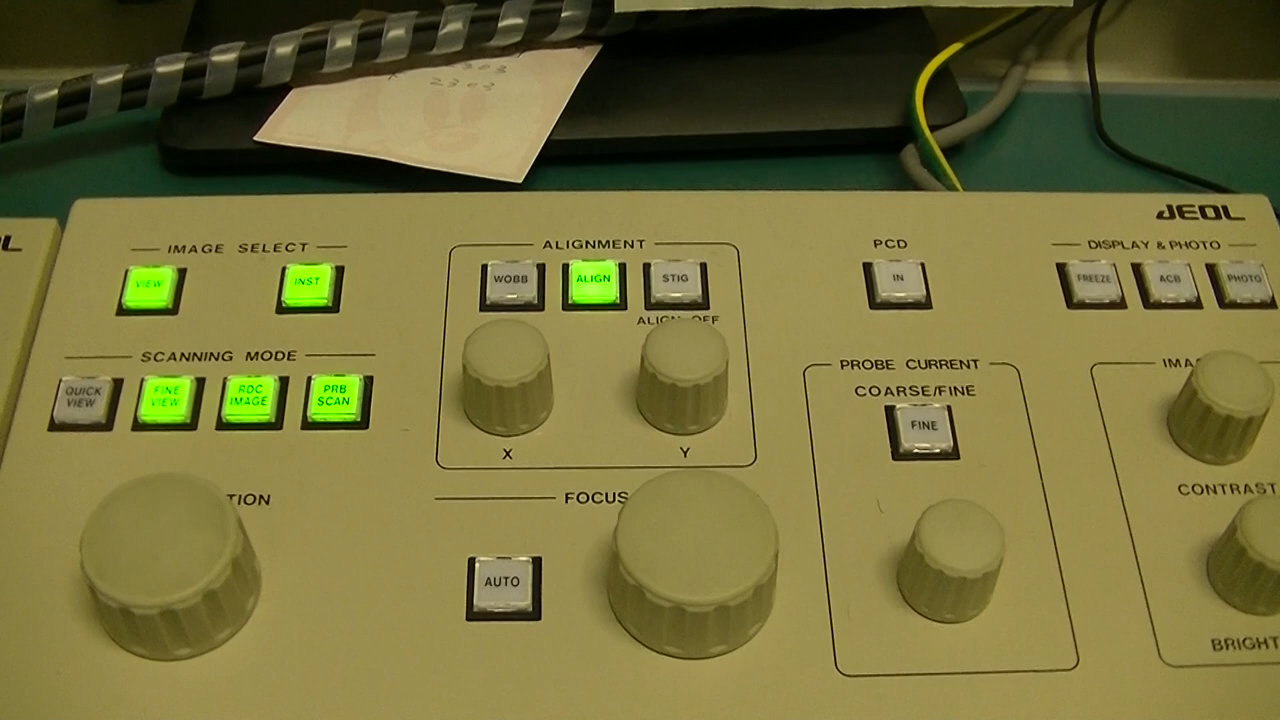 2303
JEOL
IMAGE SELECT
VIEW
INST
ALIGNMENT
WOBB
ALIGN
STIG
ALIGN OFF
X
Y
PCD
IN
DISPLAY & PHOTO
FREEZE
ACB
PHOTO
SCANNING MODE
QUICK
VIEW
FINE
VIEW
RDC
IMAGE
PRB
SCAN
TION
FOCUS
AUTO
PROBE CURRENT
COARSE/FINE
FINE
IMA
CONTRAST
BRIGHT